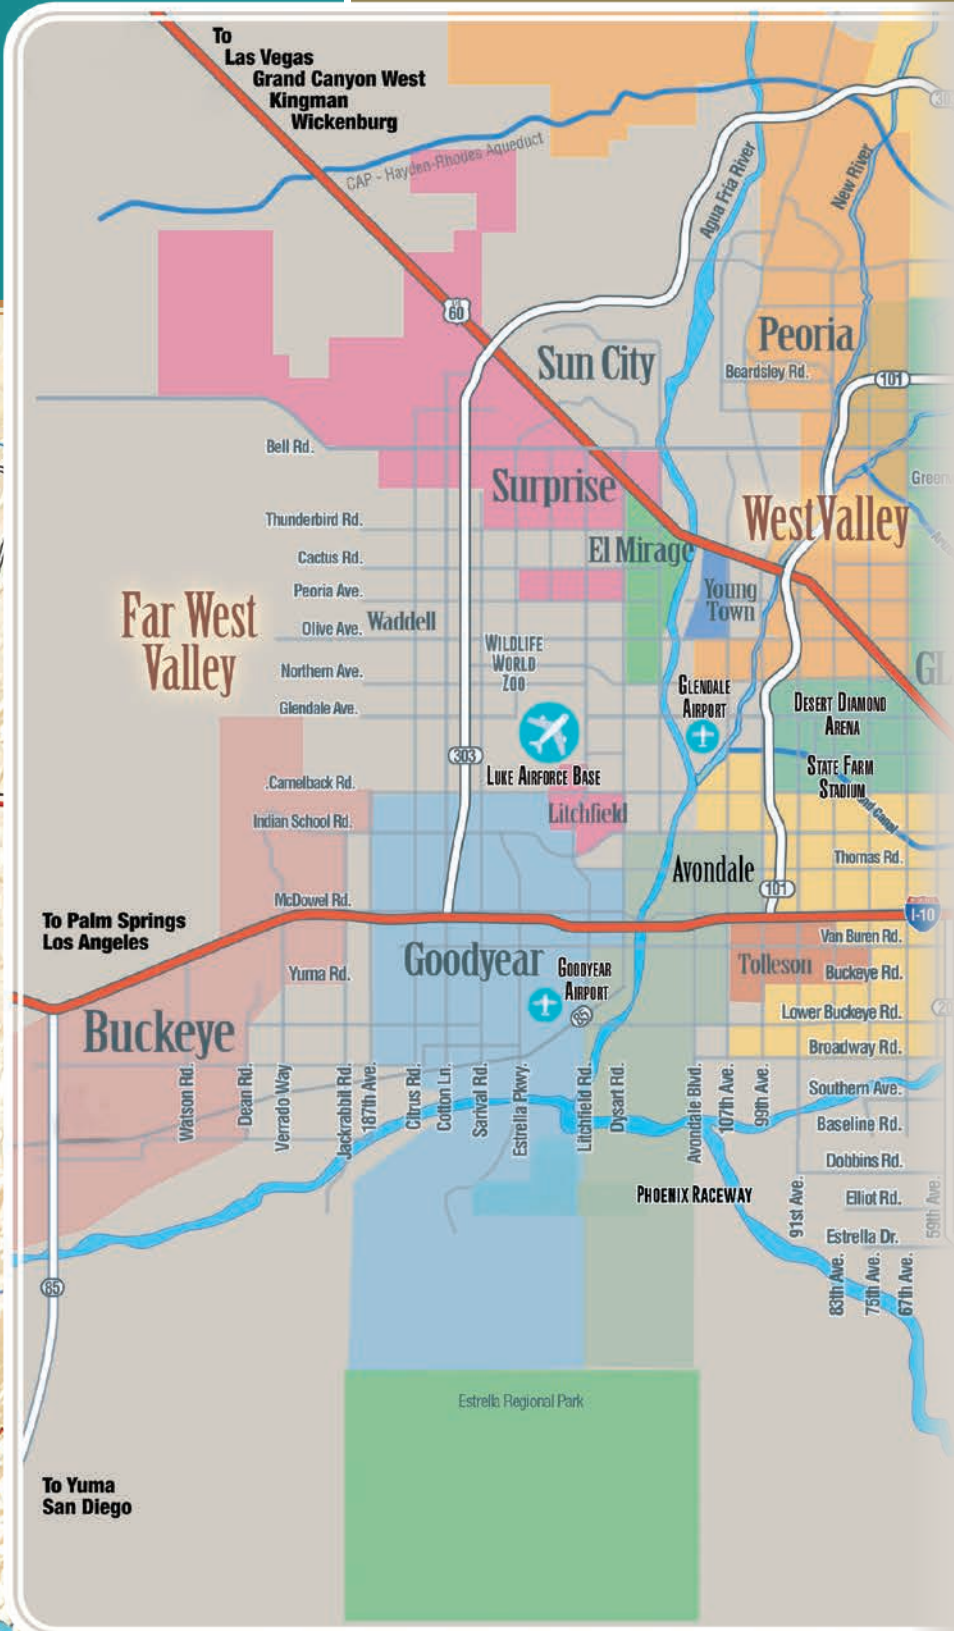 To
Las Vegas
Grand Canyon West
Kingman
Wickenburg
CAP - Hayden-Rhodes Aqueduct
Agua Fria River
New River
US
60
Peoria
Sun City
Beardsley Rd.
101
Bell Rd.
Surprise
Green
West Valley
Thunderbird Rd.
El Mirage
Cactus Rd.
Peoria Ave.
Young
Town
Far West
Valley
Waddell
Olive Ave.
WILDLIFE
WORLD
ZOO
Northern Ave.
GL
GLENDALE
AIRPORT
DESERT DIAMOND
ARENA
Glendale Ave.
303
LUKE AIRFORCE BASE
STATE FARM
STADIUM
Camelback Rd.
Litchfield
Indian School Rd.
Canal
Thomas Rd.
Avondale
101
McDowel Rd.
To Palm Springs
Los Angeles
I-10
Van Buren Rd.
Goodyear
GOODYEAR
AIRPORT
Tolleson
Buckeye Rd.
Yuma Rd.
85
Lower Buckeye Rd.
Buckeye
Broadway Rd.
Watson Rd.
Dean Rd.
Verrado Way
Jackrabbit Rd.
187th Ave.
Citrus Rd.
Cotton Ln.
Sarival Rd.
Estrella Pkwy.
Litchfield Rd.
Dysart Rd.
Avondale Blvd.
107th Ave.
99th Ave.
Southern Ave.
Baseline Rd.
Dobbins Rd.
PHOENIX RACEWAY
91st Ave.
Elliot Rd.
59th Ave.
Estrella Dr.
83th Ave.
75th Ave.
67th Ave.
85
Estrella Regional Park
To Yuma
San Diego